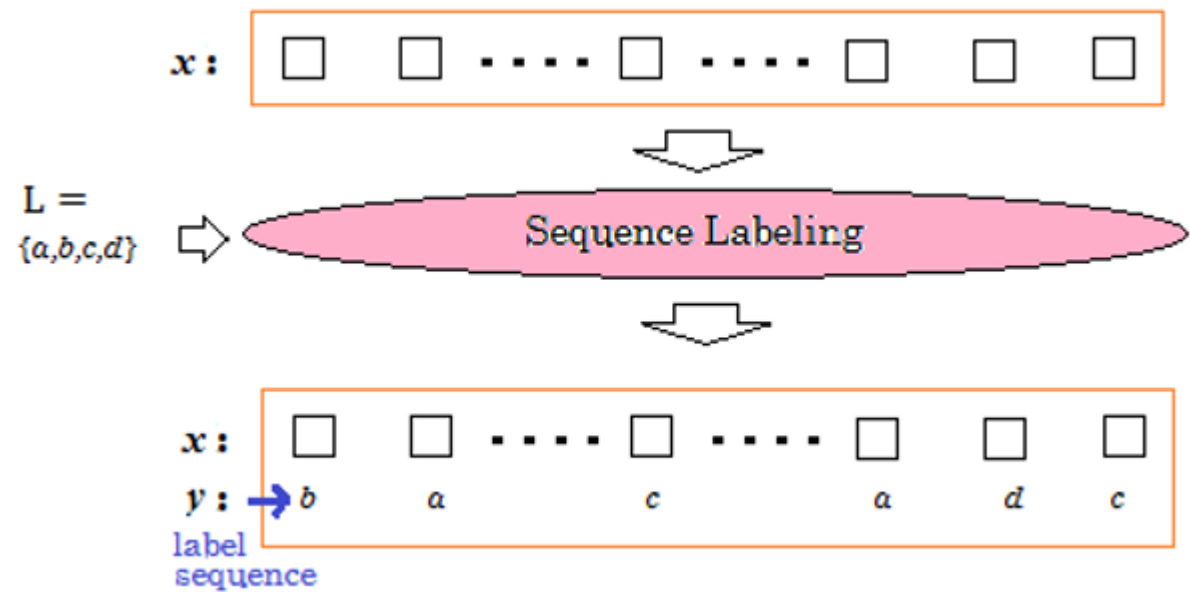 x :
L =
{a,b,c,d}
Sequence Labeling
x :
y : b a c a d c
label
sequence